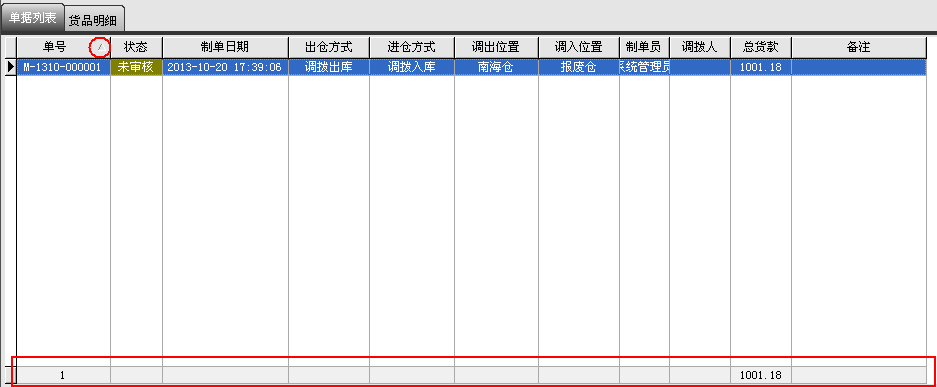 单据列表 货品明细
单号 状态 制单日期 出仓方式 进仓方式 调出位置 调入位置 制单员 调拨人 总货款 备注
M-1310-000001 未审核 2013-10-20 17:39:06 调拨出库 调拨入库 南海仓 报废仓 系统管理员 1001.18
1 1001.18